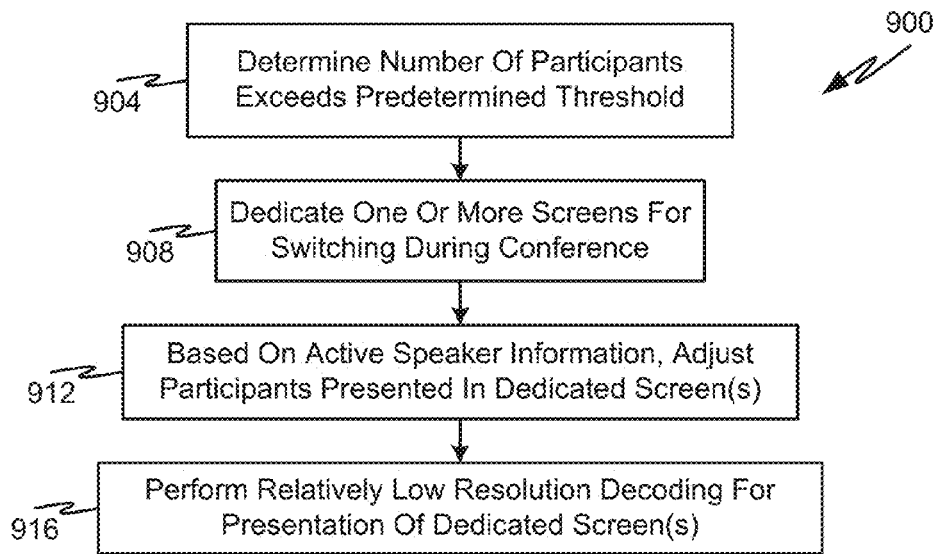 900
904
Determine Number Of Participants
Exceeds Predetermined Threshold
908
Dedicate One Or More Screens For
Switching During Conference
912
Based On Active Speaker Information, Adjust
Participants Presented In Dedicated Screen(s)
916
Perform Relatively Low Resolution Decoding For
Presentation Of Dedicated Screen(s)